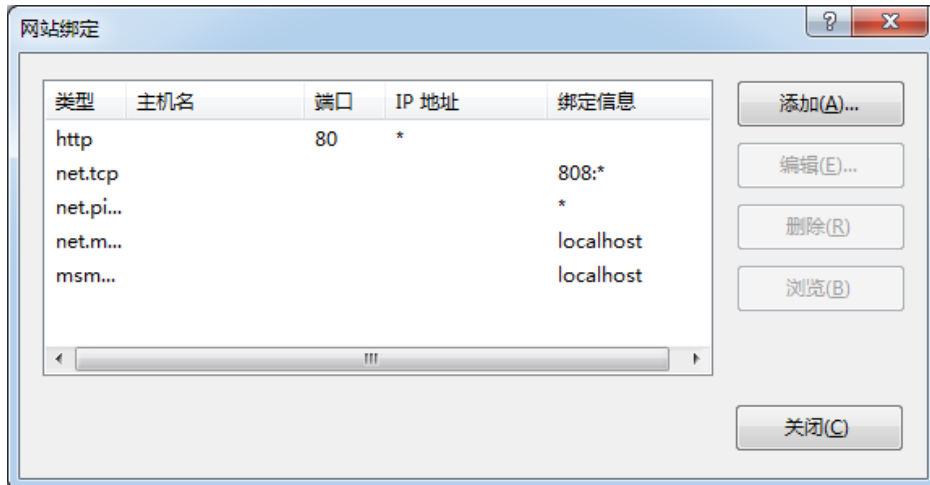 网站绑定
类型 主机名 端口 IP 地址 绑定信息
http 80 *
net.tcp 808:*
net.pi... *
net.m... localhost
msm... localhost
添加(A)...
编辑(E)...
删除(R)
浏览(B)
关闭(C)